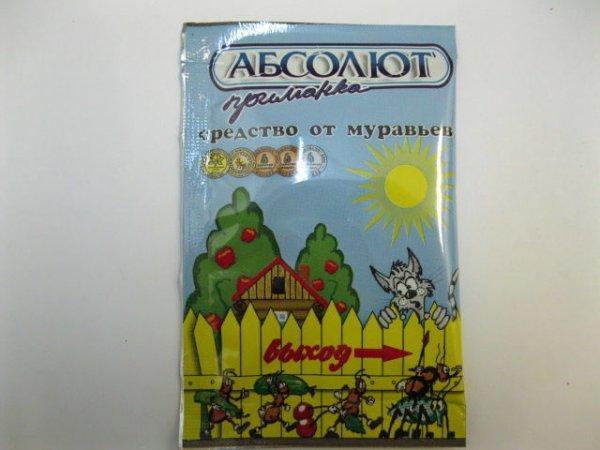 АБСОЛЮТ
приманка
средство от муравьев
выход